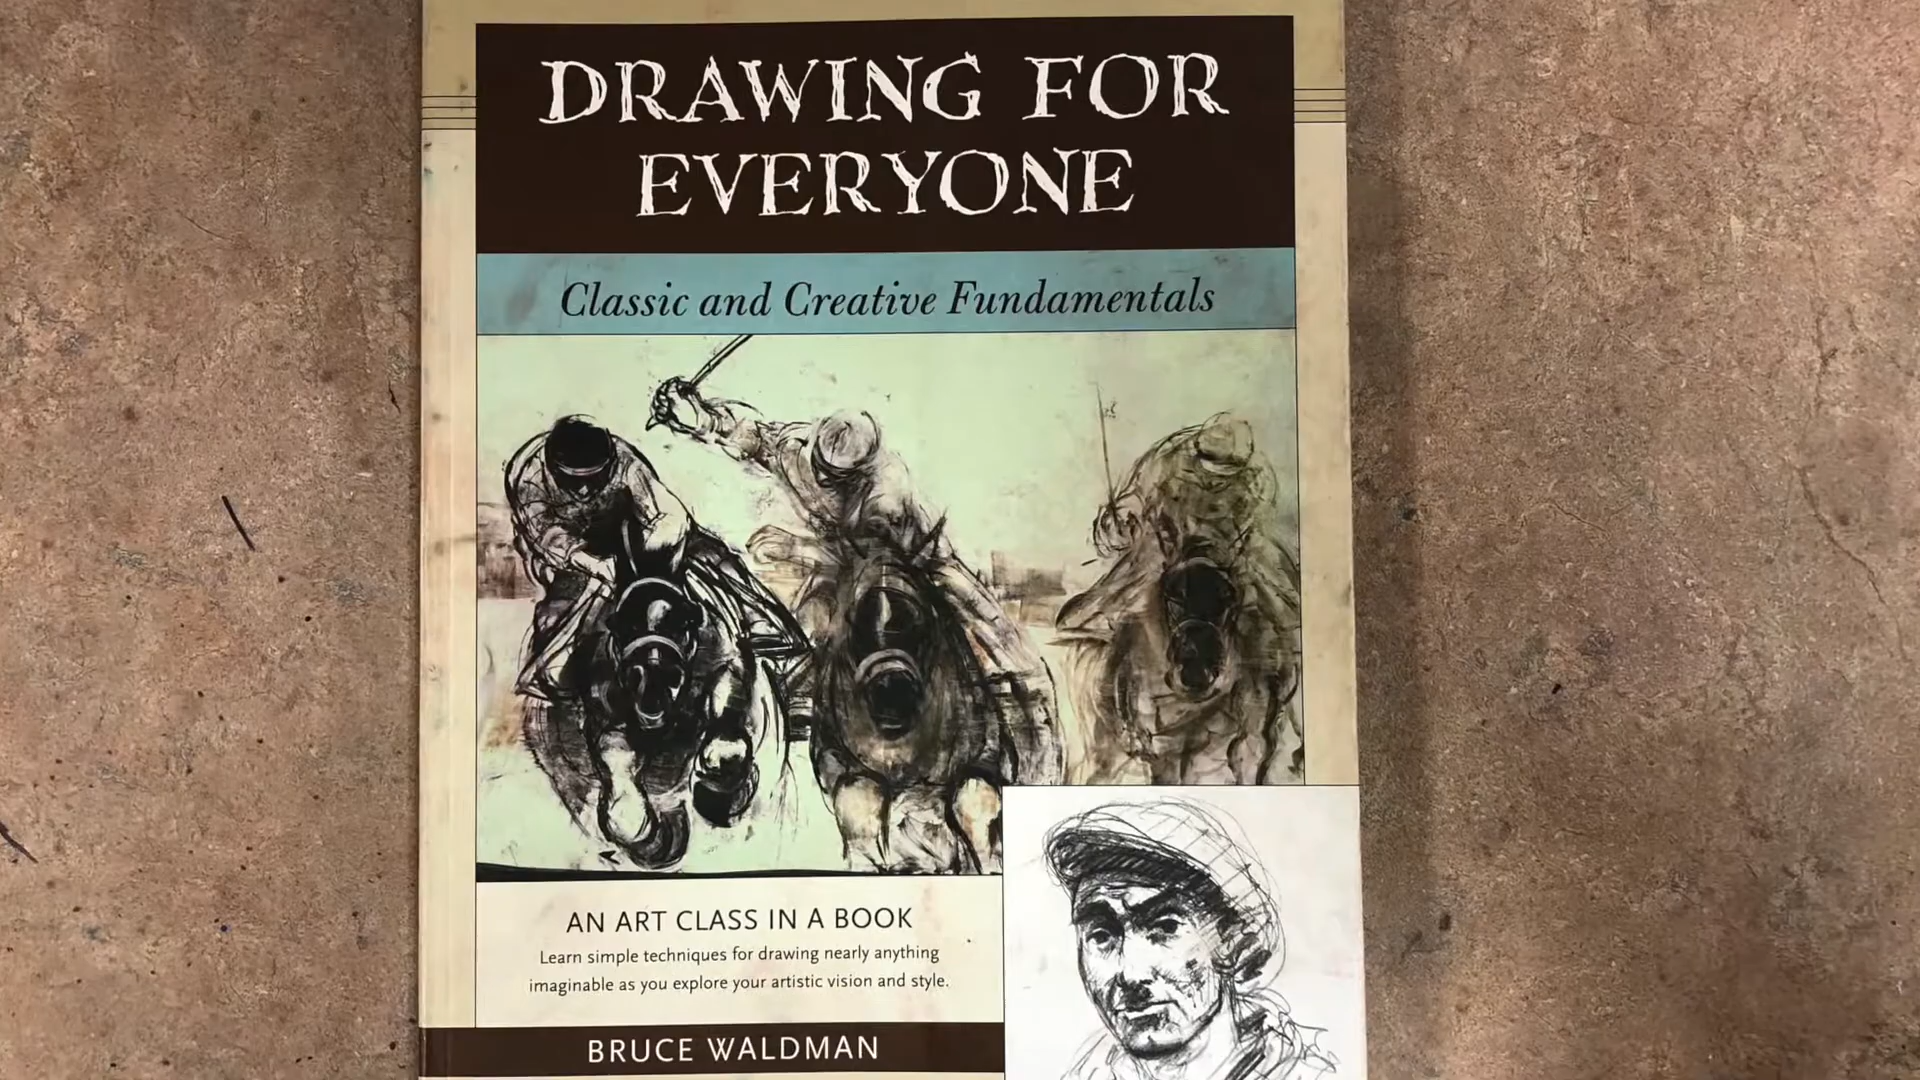 DRAWING FOR
EVERYONE
Classic and Creative Fundamentals
AN ART CLASS IN A BOOK
Learn simple techniques for drawing nearly anything
imaginable as you explore your artistic vision and style.
BRUCE WALDMAN